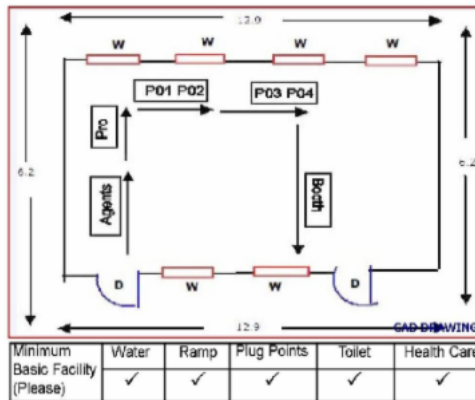 12.9
W W W W
P01 P02
P03 P04
Pro
6.2
6.2
Agents
Booth
D
W
W
D
CAD DRAWING
12.9
Minimum Basic Facility (Please) Water Ramp Plug Points Toilet Health Care
✓ ✓ ✓ ✓ ✓